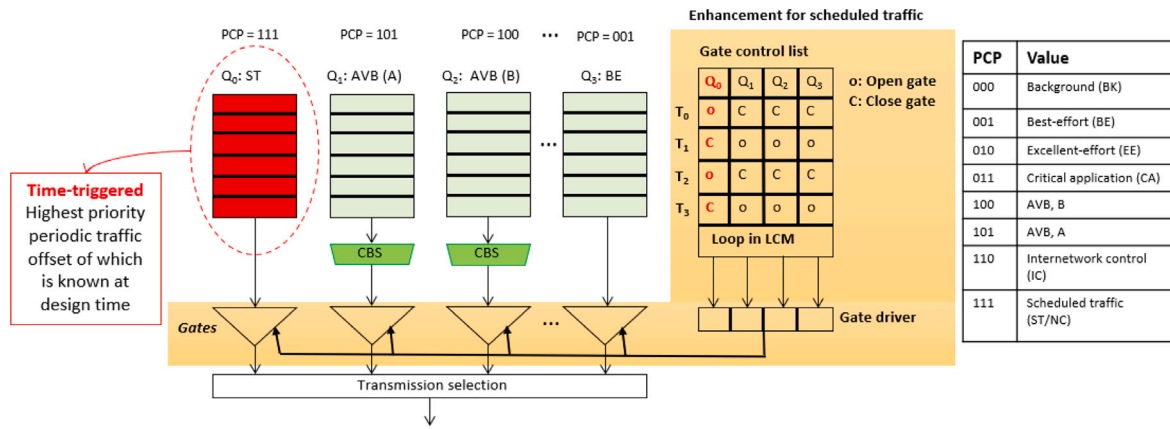 Enhancement for scheduled traffic
PCP = 111
PCP = 101
PCP = 100
...
PCP = 001
Q0: ST
Q1: AVB (A)
Q2: AVB (B)
Q3: BE
...
Time-triggered
Highest priority
periodic traffic
offset of which
is known at
design time
CBS
CBS
Gate control list
Q0 Q1 Q2 Q3
T0 o C C C
T1 C o o o
T2 o C C C
T3 C o o o
Loop in LCM
o: Open gate
C: Close gate
Gates
...
Gate driver
Transmission selection
PCP Value
000 Background (BK)
001 Best-effort (BE)
010 Excellent-effort (EE)
011 Critical application (CA)
100 AVB, B
101 AVB, A
110 Internetwork control
(IC)
111 Scheduled traffic
(ST/NC)